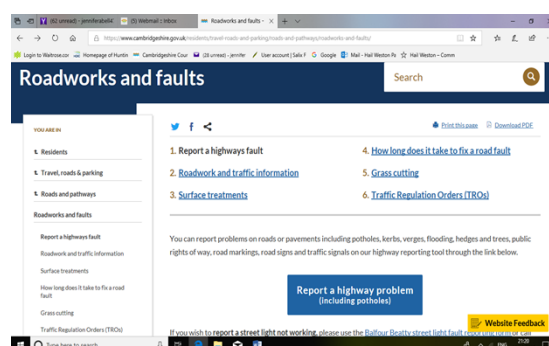 (62 unread) - jenniferabell@
(5) Webmail :: Inbox
Roadworks and faults -
https://www.cambridgeshire.gov.uk/residents/travel-roads-and-parking/roads-and-pathways/roadworks-and-faults/
Login to Waitrose.com
Homepage of Huntin
Cambridgeshire Coun
(28 unread) - jennifer
User account | Salix F
Google
Mail - Hail Weston Pa
Hail Weston – Comm
Roadworks and faults
Search
YOU ARE IN
Residents
Travel, roads & parking
Roads and pathways
Roadworks and faults
Report a highways fault
Roadwork and traffic information
Surface treatments
How long does it take to fix a road
fault
Grass cutting
Traffic Regulation Orders (TROs)
Print this page
Download PDF
1. Report a highways fault
2. Roadwork and traffic information
3. Surface treatments
4. How long does it take to fix a road fault
5. Grass cutting
6. Traffic Regulation Orders (TROs)
You can report problems on roads or pavements including potholes, kerbs, verges, flooding, hedges and trees, public
rights of way, road markings, road signs and traffic signals on our highway reporting tool through the link below.
Report a highway problem
(including potholes)
Website Feedback
If you wish to report a street light not working, please use the Balfour Beatty street light fault reporting form or call
Type here to search
ENG
21:20